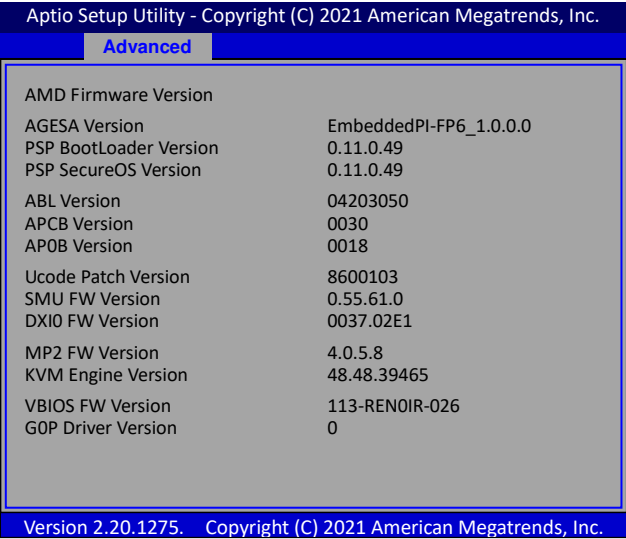 Aptio Setup Utility - Copyright (C) 2021 American Megatrends, Inc.
Advanced
AMD Firmware Version
AGESA Version EmbeddedPI-FP6_1.0.0.0
PSP BootLoader Version 0.11.0.49
PSP SecureOS Version 0.11.0.49
ABL Version 04203050
APCB Version 0030
AP0B Version 0018
Ucode Patch Version 8600103
SMU FW Version 0.55.61.0
DXI0 FW Version 0037.02E1
MP2 FW Version 4.0.5.8
KVM Engine Version 48.48.39465
VBIOS FW Version 113-REN0IR-026
G0P Driver Version 0
Version 2.20.1275. Copyright (C) 2021 American Megatrends, Inc.